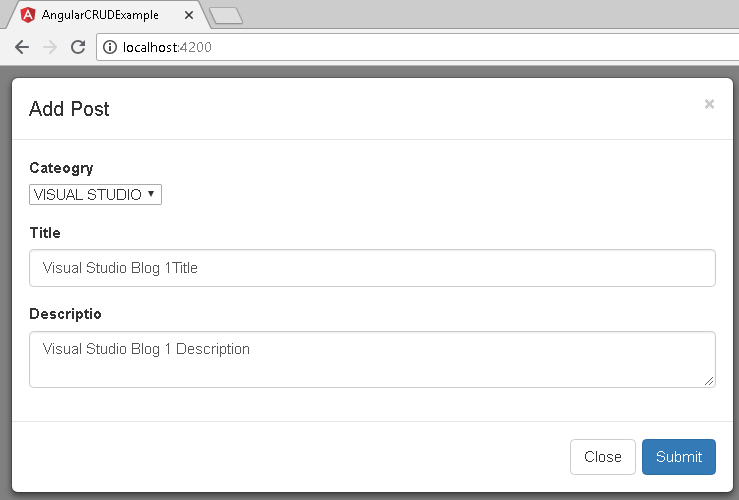 AngularCRUDExample
localhost:4200
Add Post
Cateogry
VISUAL STUDIO
Title
Visual Studio Blog 1Title
Descriptio
Visual Studio Blog 1 Description
Close Submit